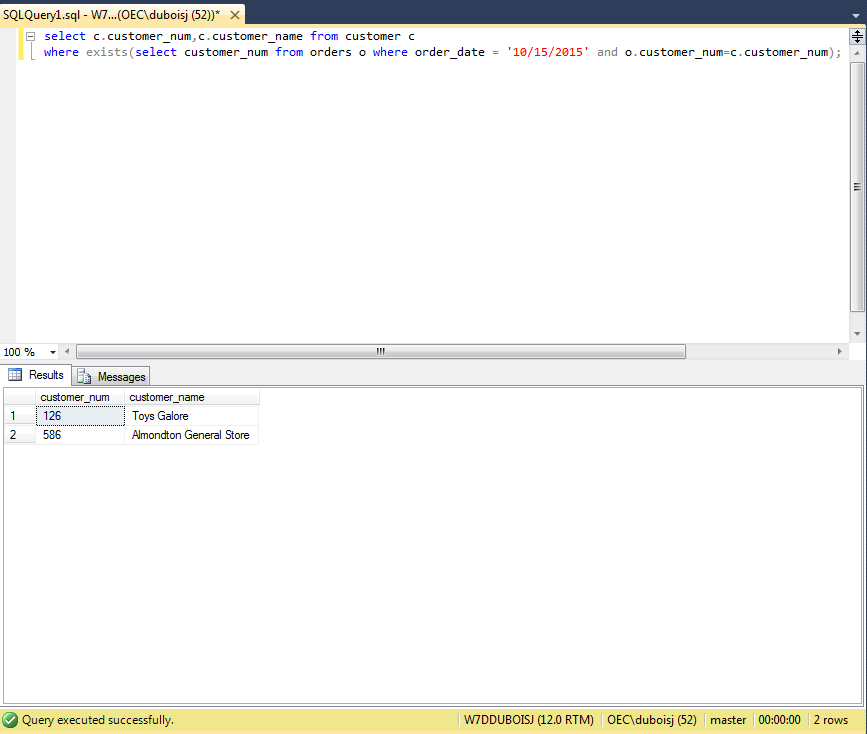 SQLQuery1.sql - W7...(OEC\duboisj (52))*
select c.customer_num,c.customer_name from customer c
where exists(select customer_num from orders o where order_date = '10/15/2015' and o.customer_num=c.customer_num);
100 %
Results Messages
customer_num customer_name
1 126 Toys Galore
2 586 Almondton General Store
Query executed successfully. W7DDUBOISJ (12.0 RTM) OEC\duboisj (52) master 00:00:00 2 rows